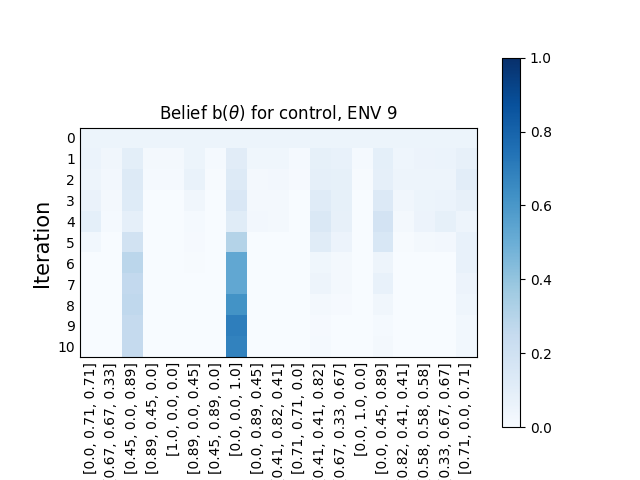 Belief b(θ) for control, ENV 9
Iteration
0
1
2
3
4
5
6
7
8
9
10
[0.0, 0.71, 0.71]
0.67, 0.67, 0.33]
[0.45, 0.0, 0.89]
[0.89, 0.45, 0.0]
[1.0, 0.0, 0.0]
[0.89, 0.0, 0.45]
[0.45, 0.89, 0.0]
[0.0, 0.0, 1.0]
[0.0, 0.89, 0.45]
0.41, 0.82, 0.41]
[0.71, 0.71, 0.0]
0.41, 0.41, 0.82]
0.67, 0.33, 0.67]
[0.0, 1.0, 0.0]
[0.0, 0.45, 0.89]
0.82, 0.41, 0.41]
0.58, 0.58, 0.58]
0.33, 0.67, 0.67]
[0.71, 0.0, 0.71]
1.0
0.8
0.6
0.4
0.2
0.0